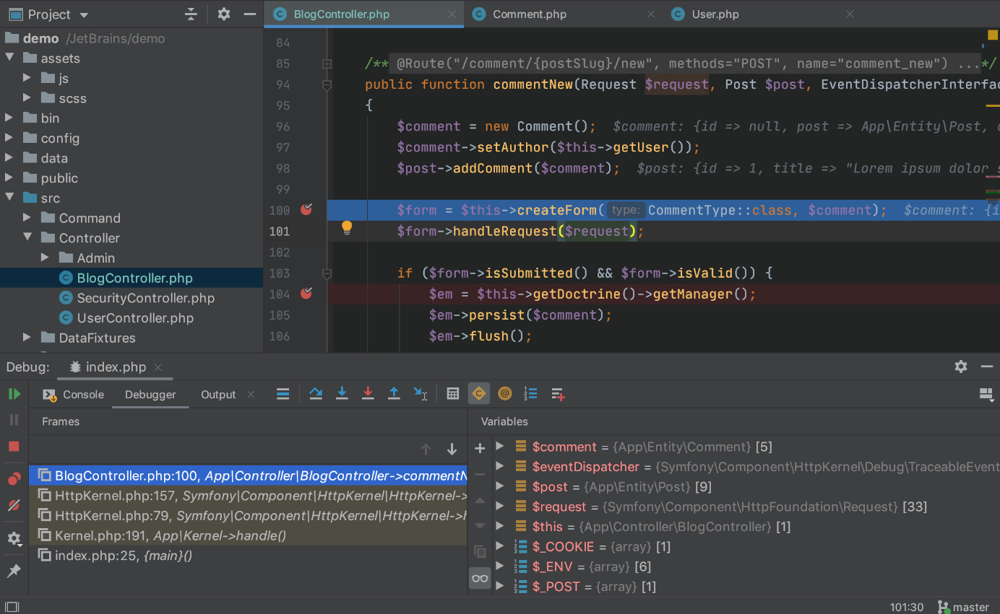 Project
BlogController.php
Comment.php
User.php
demo /JetBrains/demo
assets
js
scss
bin
config
data
public
src
Command
Controller
Admin
BlogController.php
SecurityController.php
UserController.php
DataFixtures
84
85 /** @Route("/comment/{postSlug}/new", methods="POST", name="comment_new") ...*/
94 public function commentNew(Request $request, Post $post, EventDispatcherInterfac
95 {
96 $comment = new Comment(); $comment: {id => null, post => App\Entity\Post, c
97 $comment->setAuthor($this->getUser());
98 $post->addComment($comment); $post: {id => 1, title => "Lorem ipsum dolor s
99
100 $form = $this->createForm( type: CommentType::class, $comment); $comment: {i
101 $form->handleRequest($request);
102
103 if ($form->isSubmitted() && $form->isValid()) {
104 $em = $this->getDoctrine()->getManager();
105 $em->persist($comment);
106 $em->flush();
Debug: index.php
Console Debugger Output
Frames
BlogController.php:100, App\Controller\BlogController->commentN
HttpKernel.php:157, Symfony\Component\HttpKernel\HttpKernel->
HttpKernel.php:79, Symfony\Component\HttpKernel\HttpKernel->h
Kernel.php:191, App\Kernel->handle()
index.php:25, {main}()
Variables
$comment = {App\Entity\Comment} [5]
$eventDispatcher = {Symfony\Component\HttpKernel\Debug\TraceableEvent
$post = {App\Entity\Post} [9]
$request = {Symfony\Component\HttpFoundation\Request} [33]
$this = {App\Controller\BlogController} [1]
$_COOKIE = {array} [1]
$_ENV = {array} [6]
$_POST = {array} [1]
101:30 master